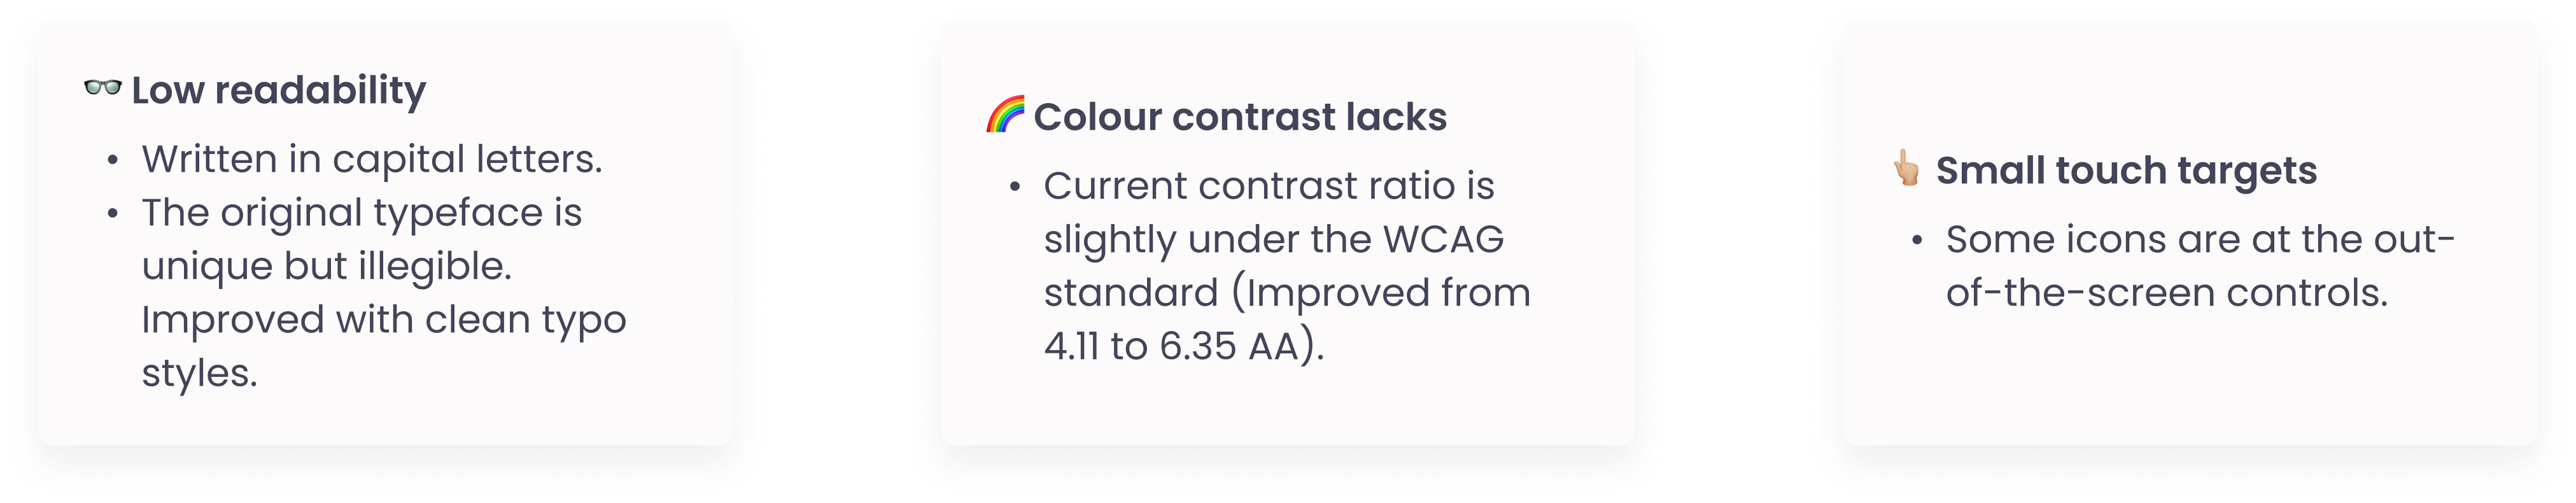 Low readability
• Written in capital letters.
• The original typeface is
unique but illegible.
Improved with clean typo
styles.
Colour contrast lacks
• Current contrast ratio is
slightly under the WCAG
standard (Improved from
4.11 to 6.35 AA).
Small touch targets
• Some icons are at the out-
of-the-screen controls.